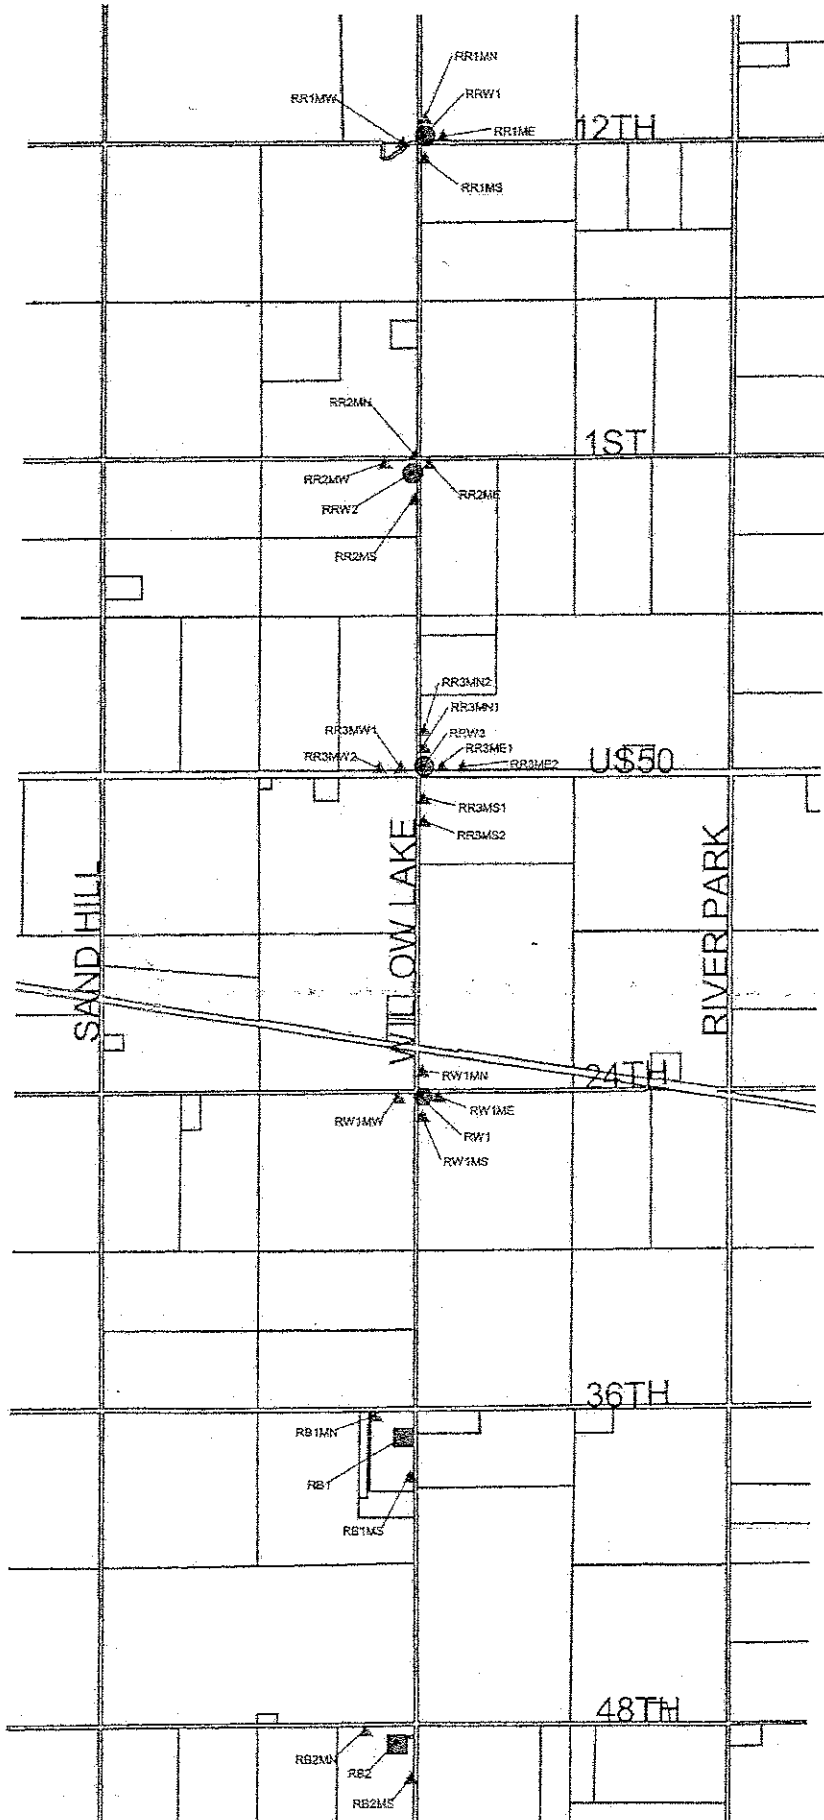 RR1MN
RRW1
RR1MW
RR1ME
12TH
RR1MS
RR2MN
1ST
RR2MW
RR2ME
RRW2
RR2MS
RR3MN2
RR3MN1
RR3MW1
RRW3
RR3ME1
RR3MW2
RR3ME2
US50
RR3MS1
RR3MS2
SAND HILL
WILLOW LAKE
RIVER PARK
RW1MN
24TH
RW1MW
RW1ME
RW1
RW1MS
36TH
RB1MN
RB1
RB1MS
48TH
RB2MN
RB2
RB2MS